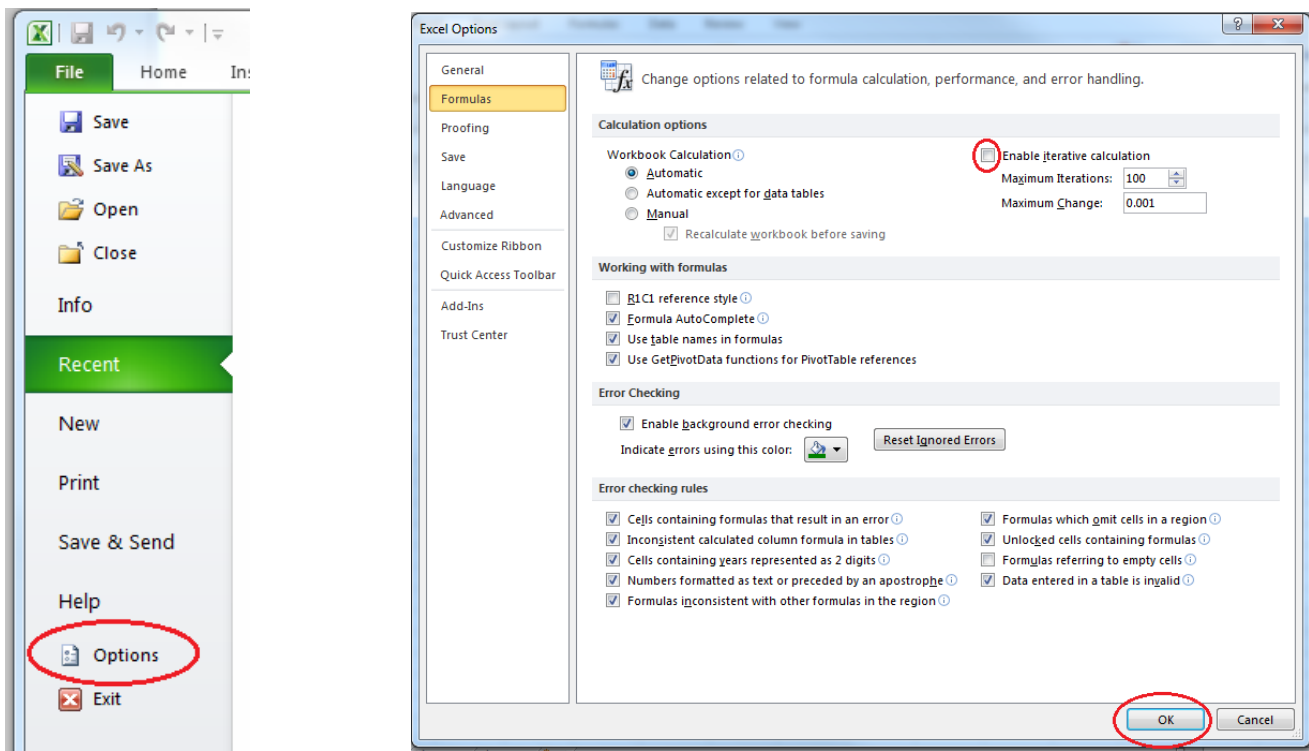 File Home Ins
Save
Save As
Open
Close
Info
Recent
New
Print
Save & Send
Help
Options
Exit
Excel Options
General
Formulas
Proofing
Save
Language
Advanced
Customize Ribbon
Quick Access Toolbar
Add-Ins
Trust Center
Change options related to formula calculation, performance, and error handling.
Calculation options
Workbook Calculation
Automatic
Automatic except for data tables
Manual
Recalculate workbook before saving
Enable iterative calculation
Maximum Iterations: 100
Maximum Change: 0.001
Working with formulas
R1C1 reference style
Formula AutoComplete
Use table names in formulas
Use GetPivotData functions for PivotTable references
Error Checking
Enable background error checking
Indicate errors using this color:
Reset Ignored Errors
Error checking rules
Cells containing formulas that result in an error
Inconsistent calculated column formula in tables
Cells containing years represented as 2 digits
Numbers formatted as text or preceded by an apostrophe
Formulas inconsistent with other formulas in the region
Formulas which omit cells in a region
Unlocked cells containing formulas
Formulas referring to empty cells
Data entered in a table is invalid
OK Cancel